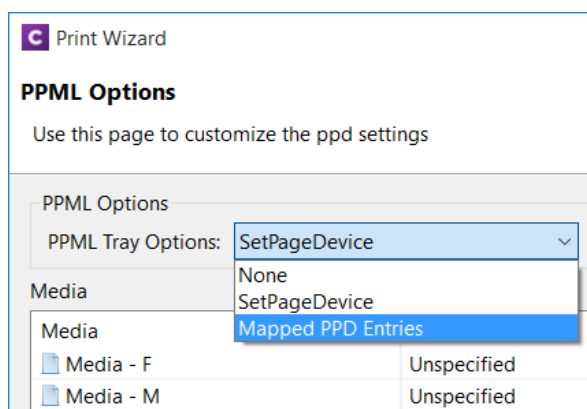 C Print Wizard
PPML Options
Use this page to customize the ppd settings
PPML Options
PPML Tray Options: SetPageDevice
None
SetPageDevice
Mapped PPD Entries
Media
Media
Media - F Unspecified
Media - M Unspecified